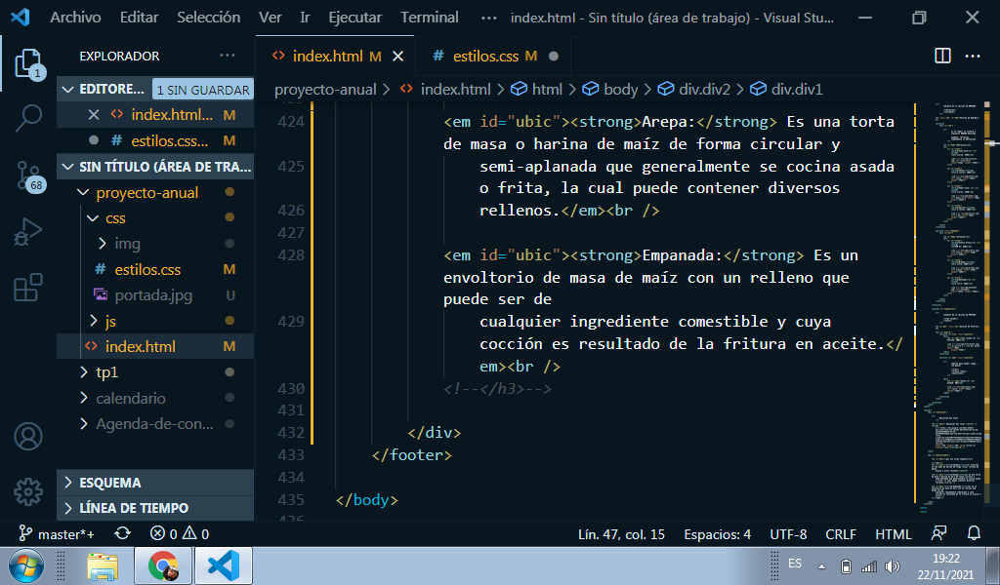 Archivo Editar Selección Ver Ir Ejecutar Terminal ··· index.html - Sin título (área de trabajo) - Visual Stu...
EXPLORADOR ···
1
EDITORE... 1 SIN GUARDAR
index.html... M
# estilos.css... M
SIN TÍTULO (ÁREA DE TRA...
proyecto-anual
css
img
# estilos.css M
portada.jpg U
js
<> index.html M
tp1
calendario
Agenda-de-con...
ESQUEMA
LÍNEA DE TIEMPO
68
<> index.html M
# estilos.css M
proyecto-anual > <> index.html > html > body > div.div2 > div.div1
424 <em id="ubic"><strong>Arepa:</strong> Es una torta
de masa o harina de maíz de forma circular y
425 semi-aplanada que generalmente se cocina asada
o frita, la cual puede contener diversos
426 rellenos.</em><br />
427
428 <em id="ubic"><strong>Empanada:</strong> Es un
envoltorio de masa de maíz con un relleno que
puede ser de
429 cualquier ingrediente comestible y cuya
cocción es resultado de la fritura en aceite.</
em><br />
430 <!--</h3>-->
431
432 </div>
433 </footer>
434
435 </body>
436
master*+ 0 0 Lín. 47, col. 15 Espacios: 4 UTF-8 CRLF HTML
ES 19:22
22/11/2021